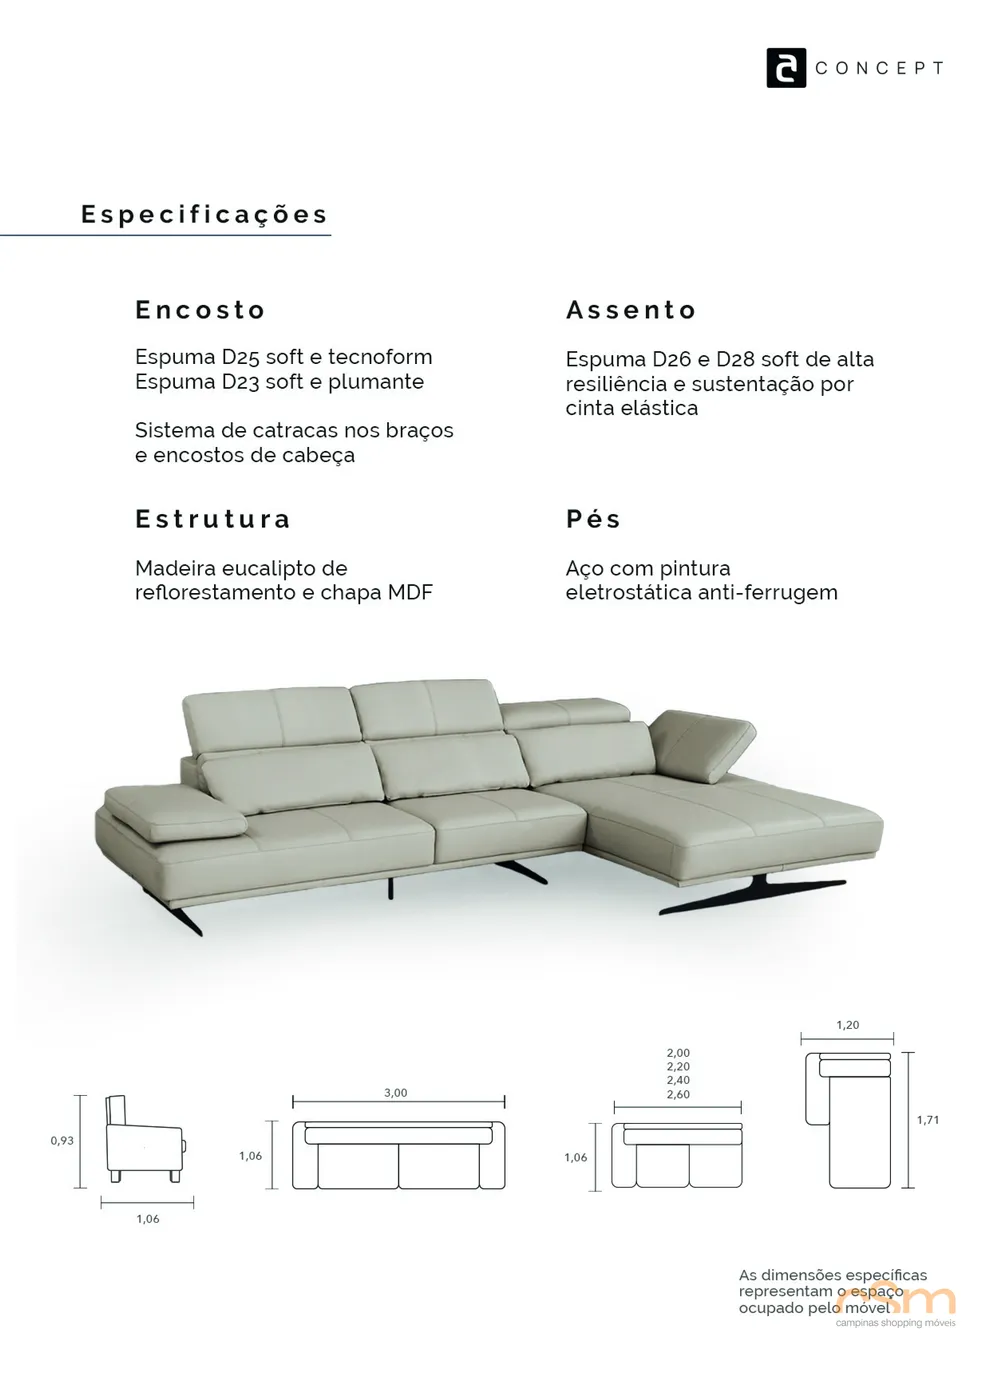 CONCEPT
Especificações
Encosto
Espuma D25 soft e tecnoform
Espuma D23 soft e plumante
Sistema de catracas nos braços
e encostos de cabeça
Assento
Espuma D26 e D28 soft de alta
resiliência e sustentação por
cinta elástica
Estrutura
Madeira eucalipto de
reflorestamento e chapa MDF
Pés
Aço com pintura
eletrostática anti-ferrugem
0,93
1,06
3,00
1,06
2,00
2,20
2,40
2,60
1,06
1,20
1,71
As dimensões específicas
representam o espaço
ocupado pelo móvel
csm
campinas shopping móveis